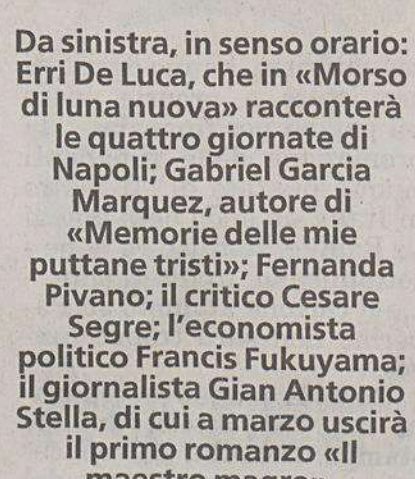 Da sinistra, in senso orario:
Erri De Luca, che in «Morso
di luna nuova» racconterà
le quattro giornate di
Napoli; Gabriel Garcia
Marquez, autore di
«Memorie delle mie
puttane tristi»; Fernanda
Pivano; il critico Cesare
Segre; l'economista
politico Francis Fukuyama;
il giornalista Gian Antonio
Stella, di cui a marzo uscirà
il primo romanzo «Il
maestro magro»